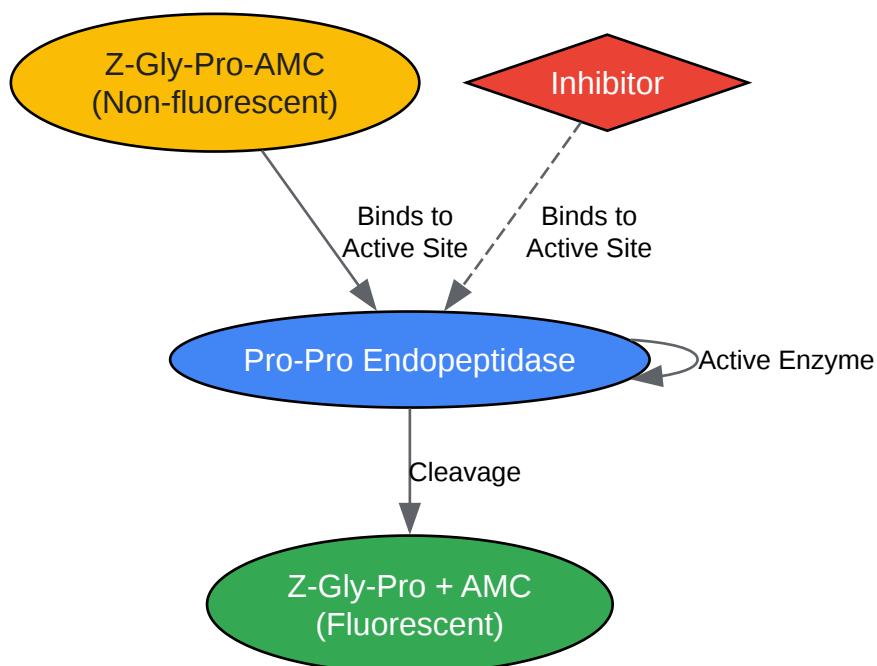 Z-Gly-Pro-AMC
(Non-fluorescent)
Inhibitor
Binds to
Active Site
Binds to
Active Site
Pro-Pro Endopeptidase
Active Enzyme
Cleavage
Z-Gly-Pro + AMC
(Fluorescent)